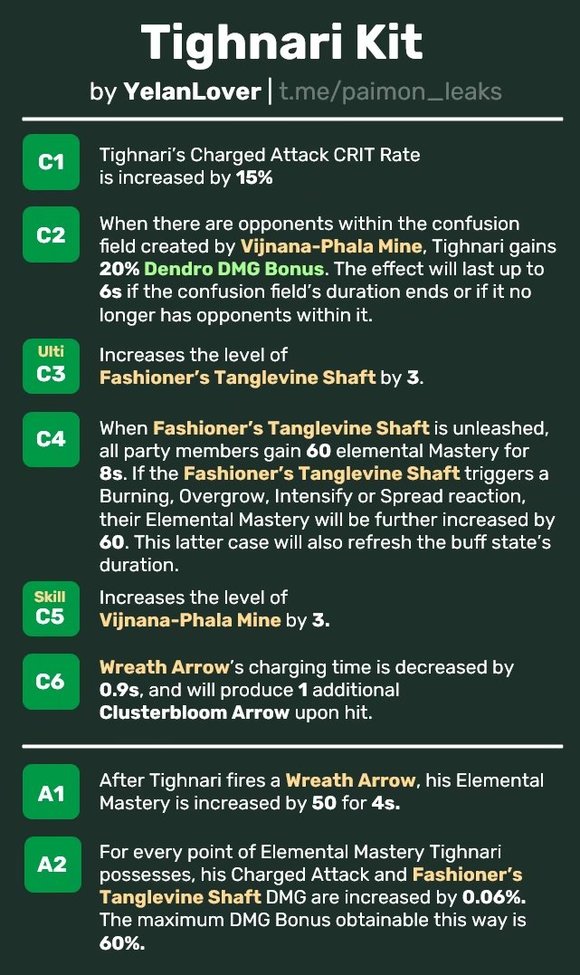 Tighnari Kit
by YelanLover | t.me/paimon_leaks
C1
Tighnari's Charged Attack CRIT Rate
is increased by 15%
C2
When there are opponents within the confusion
field created by Vijnana-Phala Mine, Tighnari gains
20% Dendro DMG Bonus. The effect will last up to
6s if the confusion field's duration ends or if it no
longer has opponents within it.
Ulti
C3
Increases the level of
Fashioner's Tanglevine Shaft by 3.
C4
When Fashioner's Tanglevine Shaft is unleashed,
all party members gain 60 elemental Mastery for
8s. If the Fashioner's Tanglevine Shaft triggers a
Burning, Overgrow, Intensify or Spread reaction,
their Elemental Mastery will be further increased by
60. This latter case will also refresh the buff state's
duration.
Skill
C5
Increases the level of
Vijnana-Phala Mine by 3.
C6
Wreath Arrow's charging time is decreased by
0.9s, and will produce 1 additional
Clusterbloom Arrow upon hit.
A1
After Tighnari fires a Wreath Arrow, his Elemental
Mastery is increased by 50 for 4s.
A2
For every point of Elemental Mastery Tighnari
possesses, his Charged Attack and Fashioner's
Tanglevine Shaft DMG are increased by 0.06%.
The maximum DMG Bonus obtainable this way is
60%.